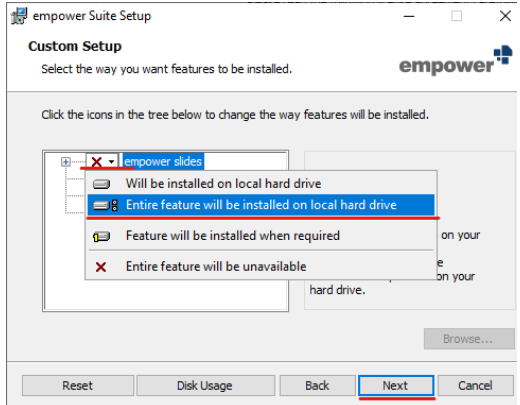 empower Suite Setup
Custom Setup
Select the way you want features to be installed.
empower
Click the icons in the tree below to change the way features will be installed.
empower slides
Will be installed on local hard drive
Entire feature will be installed on local hard drive
Feature will be installed when required
on your
Entire feature will be unavailable
on your
hard drive.
Browse...
Reset
Disk Usage
Back
Next
Cancel